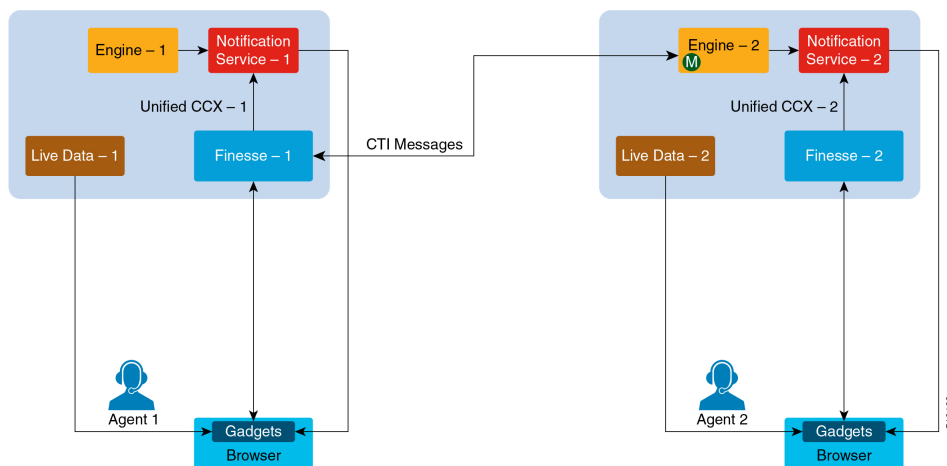 Engine – 1
Notification
Service – 1
Unified CCX – 1
Live Data – 1
Finesse – 1
CTI Messages
Engine – 2
M
Notification
Service – 2
Unified CCX – 2
Live Data – 2
Finesse – 2
Agent 1
Gadgets
Browser
Agent 2
Gadgets
Browser